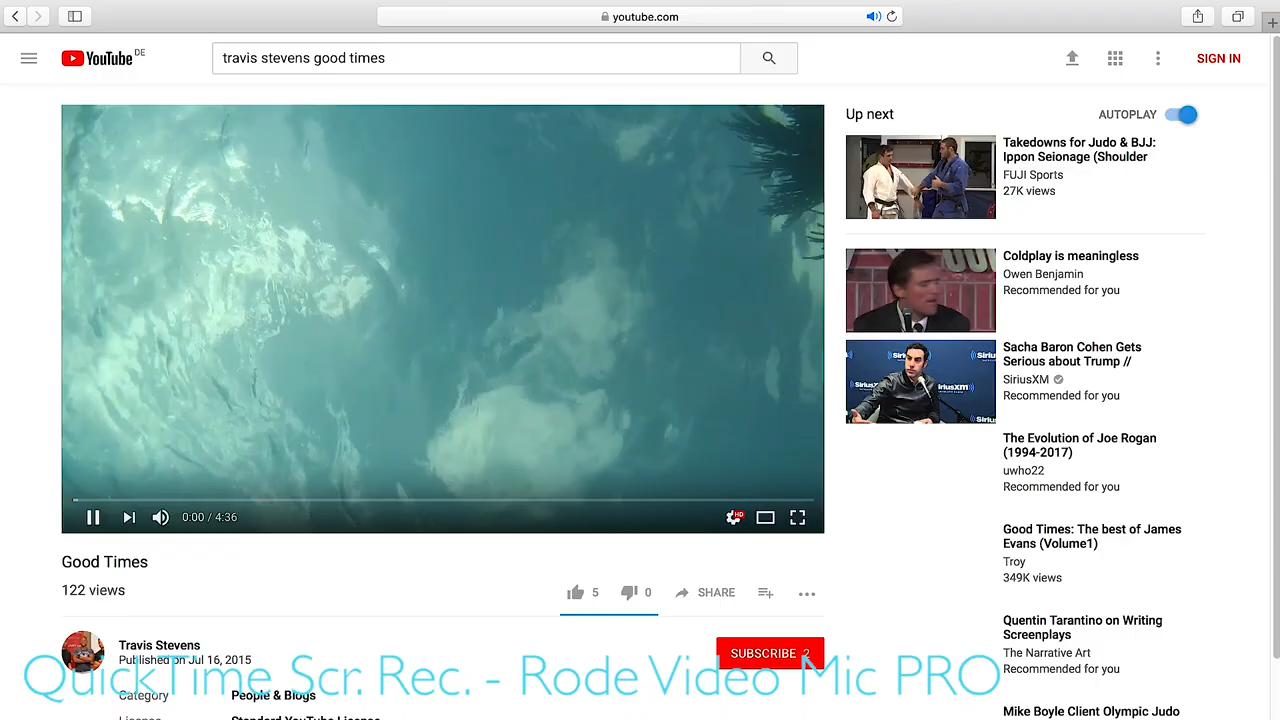 youtube.com
YouTube DE
travis stevens good times
SIGN IN
Up next
AUTOPLAY
Takedowns for Judo & BJJ:
Ippon Seionage (Shoulder
FUJI Sports
27K views
Coldplay is meaningless
Owen Benjamin
Recommended for you
Sacha Baron Cohen Gets
Serious about Trump //
SiriusXM
Recommended for you
The Evolution of Joe Rogan
(1994-2017)
uwho22
Recommended for you
Good Times: The best of James
Evans (Volume1)
Troy
349K views
Quentin Tarantino on Writing
Screenplays
The Narrative Art
Recommended for you
Mike Boyle Client Olympic Judo
0:00 / 4:36
HD
Good Times
122 views
5
0
SHARE
Travis Stevens
Published on Jul 16, 2015
SUBSCRIBE 2
QuickTime Scr. Rec. - Rode Video Mic PRO
Category
People & Blogs
License
Standard YouTube License